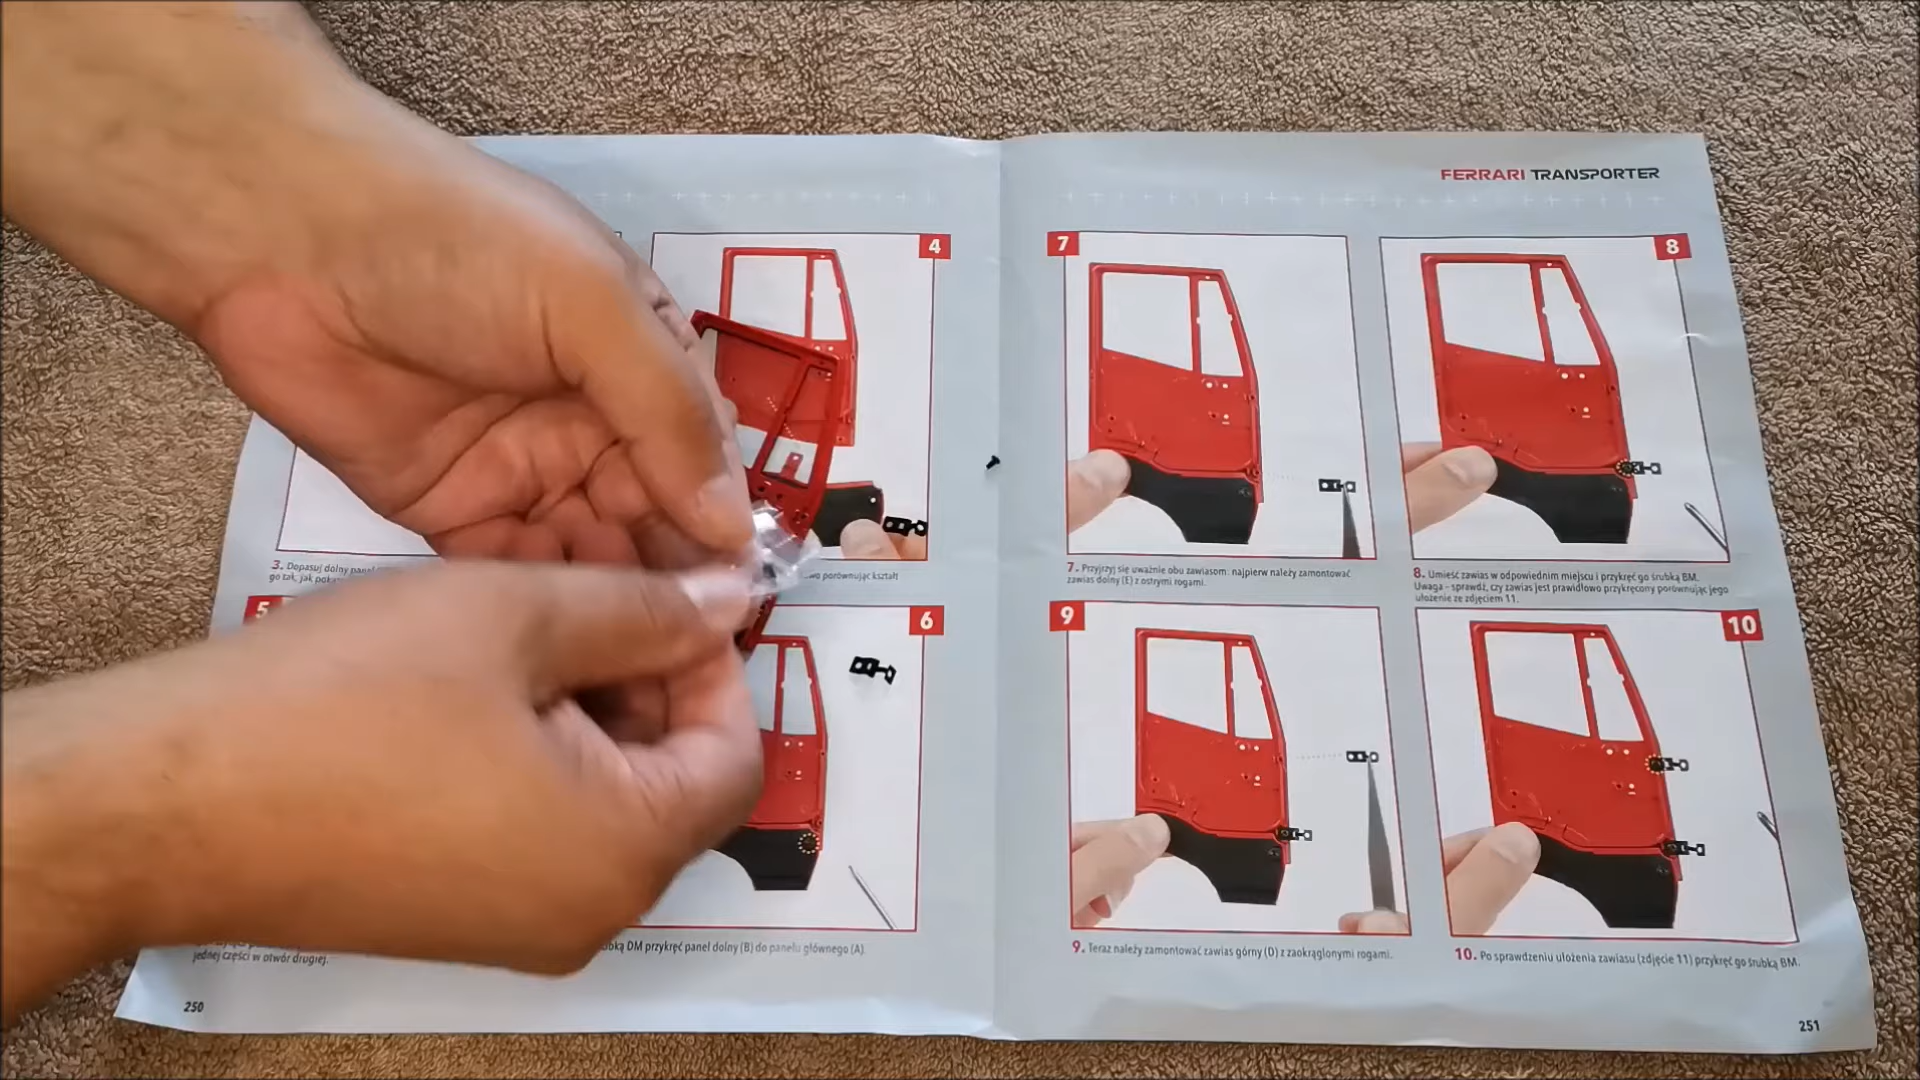 FERRARI TRANSPORTER
4
3. Dopasuj dolny panel
go tak, jak
porównując kształt
5
6
śrubką DM przykręć panel dolny (B) do panelu głównego (A).
jednej części w otwór drugiej.
250
7
7. Przyjrzyj się uważnie obu zawiasom: najpierw należy zamontować
zawias dolny (E) z ostrymi rogami.
8
8. Umieść zawias w odpowiednim miejscu i przykręć go śrubką BM.
Uwaga – sprawdź, czy zawias jest prawidłowo przykręcony porównując jego
ułożenie ze zdjęciem 11.
9
9. Teraz należy zamontować zawias górny (D) z zaokrąglonymi rogami.
10
10. Po sprawdzeniu ułożenia zawiasu (zdjęcie 11) przykręć go śrubką BM.
251